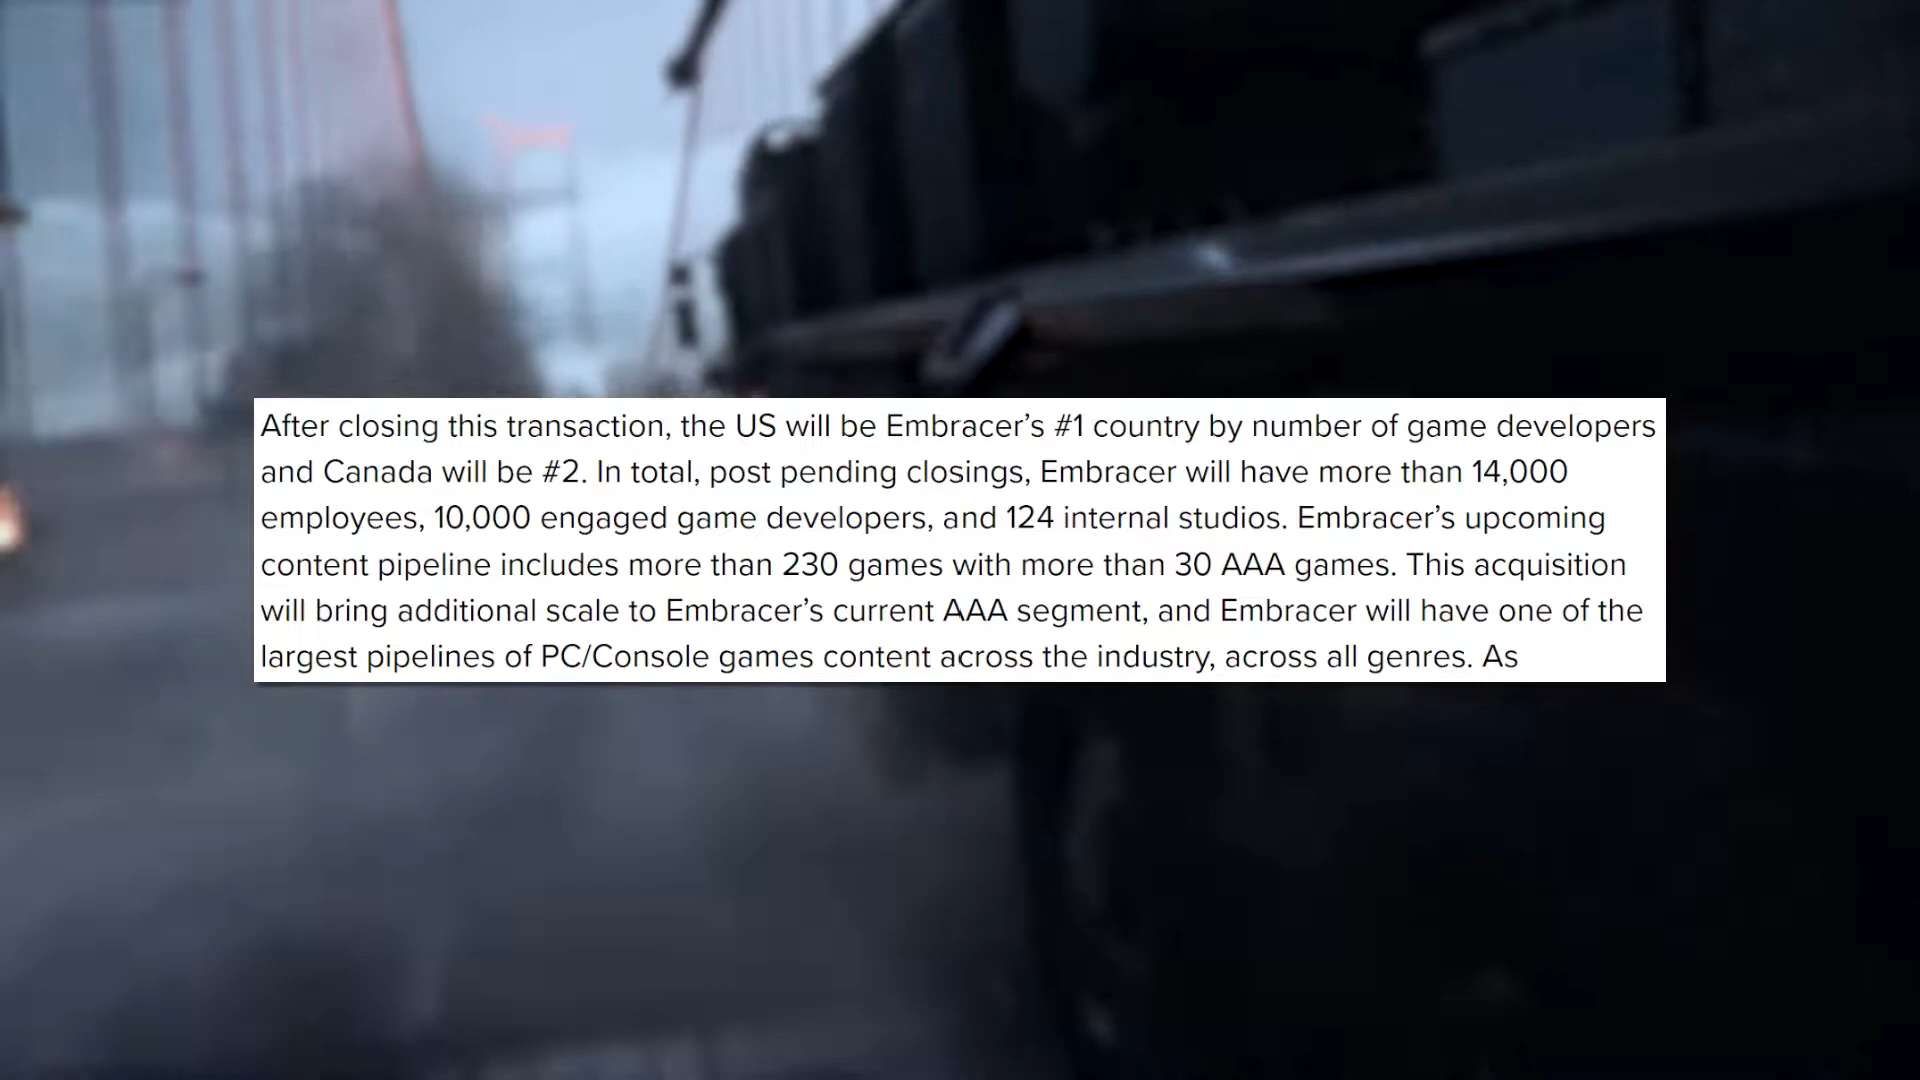 After closing this transaction, the US will be Embracer’s #1 country by number of game developers
and Canada will be #2. In total, post pending closings, Embracer will have more than 14,000
employees, 10,000 engaged game developers, and 124 internal studios. Embracer’s upcoming
content pipeline includes more than 230 games with more than 30 AAA games. This acquisition
will bring additional scale to Embracer’s current AAA segment, and Embracer will have one of the
largest pipelines of PC/Console games content across the industry, across all genres. As